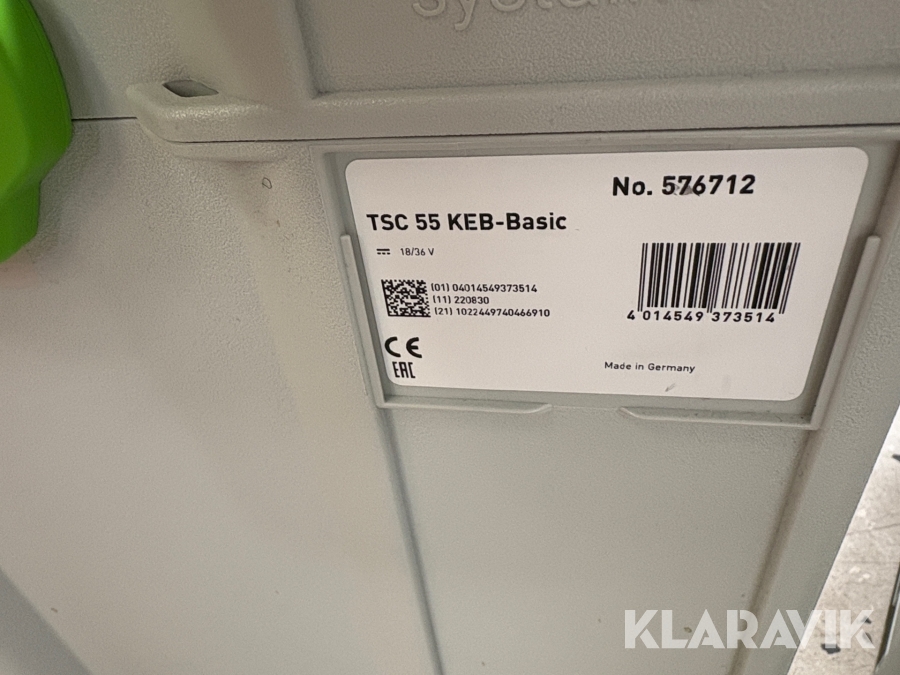 No. 576712
TSC 55 KEB-Basic
18/36 V
(01) 04014549373514
(11) 220830
(21) 1022449740466910
4 014549 373514
CE
EAC
Made in Germany
KLARAVIK